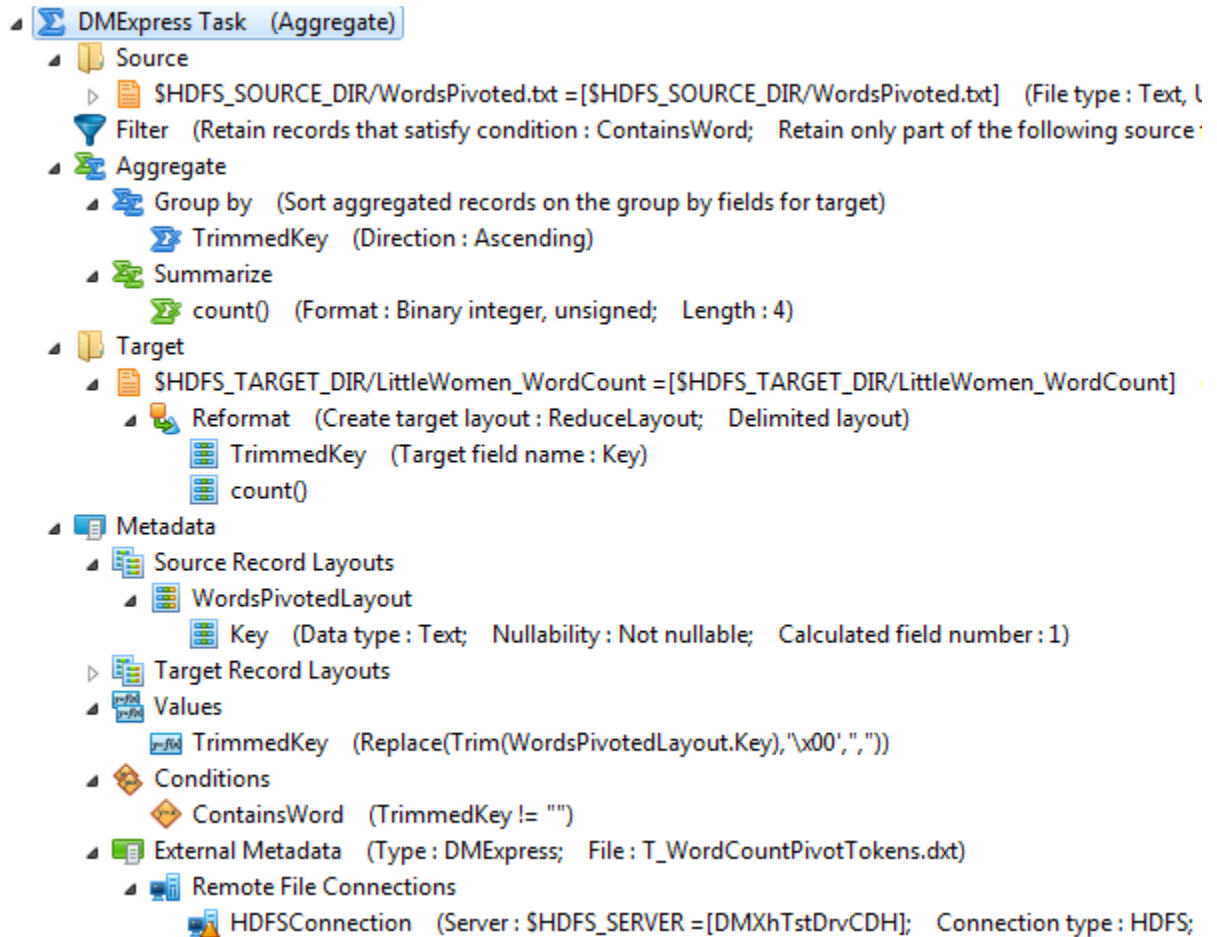 DMExpress Task (Aggregate)
Source
$HDFS_SOURCE_DIR/WordsPivoted.txt =[$HDFS_SOURCE_DIR/WordsPivoted.txt] (File type : Text,
Filter (Retain records that satisfy condition : ContainsWord; Retain only part of the following source
Aggregate
Group by (Sort aggregated records on the group by fields for target)
TrimmedKey (Direction : Ascending)
Summarize
count() (Format : Binary integer, unsigned; Length : 4)
Target
$HDFS_TARGET_DIR/LittleWomen_WordCount =[$HDFS_TARGET_DIR/LittleWomen_WordCount]
Reformat (Create target layout : ReduceLayout; Delimited layout)
TrimmedKey (Target field name : Key)
count()
Metadata
Source Record Layouts
WordsPivotedLayout
Key (Data type : Text; Nullability : Not nullable; Calculated field number : 1)
Target Record Layouts
Values
TrimmedKey (Replace(Trim(WordsPivotedLayout.Key),'\x00',","))
Conditions
ContainsWord (TrimmedKey != "")
External Metadata (Type : DMExpress; File : T_WordCountPivotTokens.dxt)
Remote File Connections
HDFSConnection (Server : $HDFS_SERVER =[DMXhTstDrvCDH]; Connection type : HDFS;